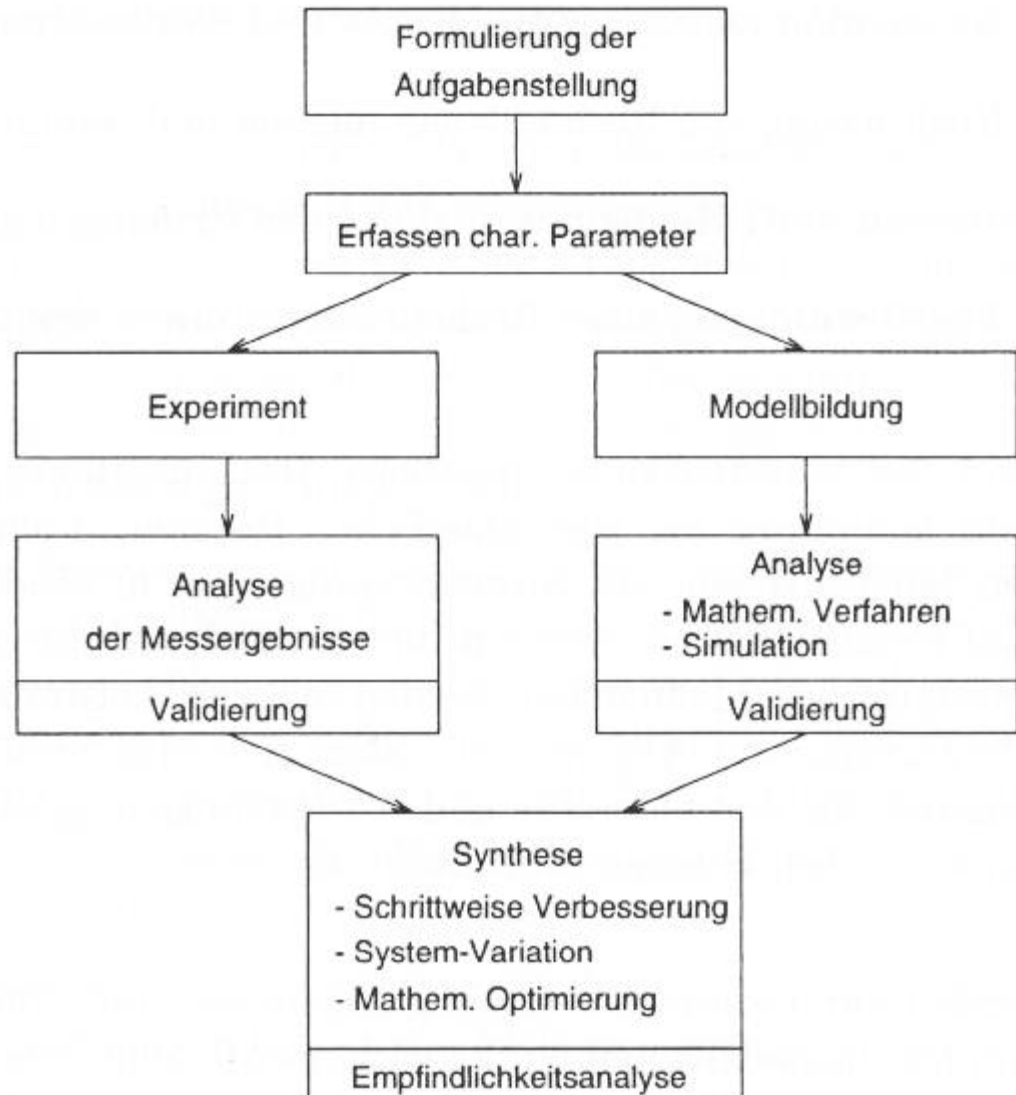 Formulierung der
Aufgabenstellung
Erfassen char. Parameter
Experiment
Modellbildung
Analyse
der Messergebnisse
Validierung
Analyse
- Mathem. Verfahren
- Simulation
Validierung
Synthese
- Schrittweise Verbesserung
- System-Variation
- Mathem. Optimierung
Empfindlichkeitsanalyse